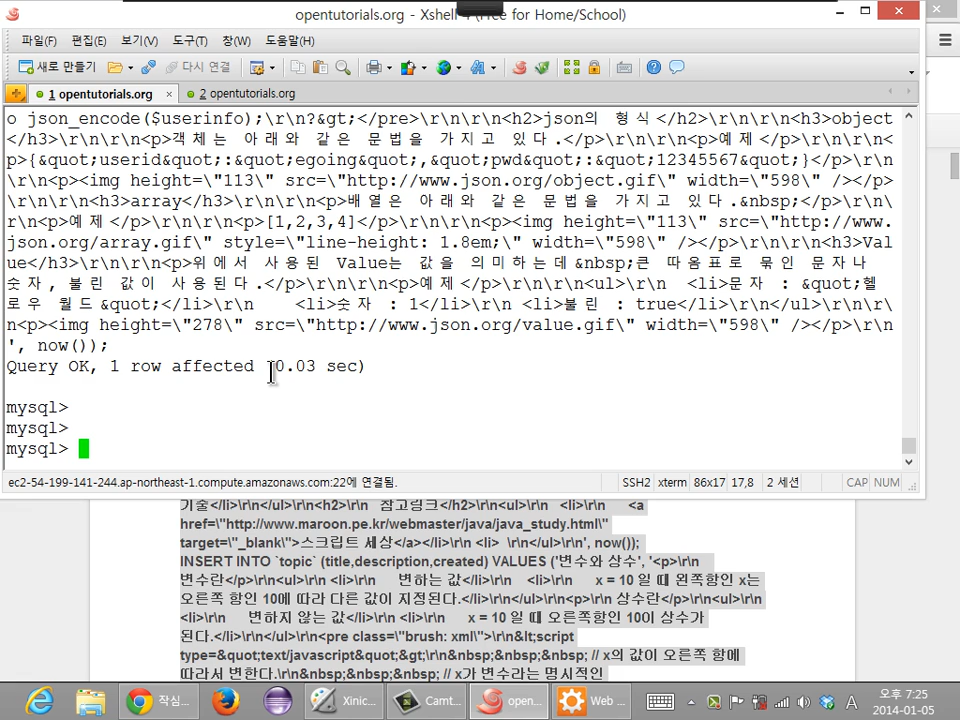 opentutorials.org - Xshell 4 (Free for Home/School)
파일(F) 편집(E) 보기(V) 도구(T) 창(W) 도움말(H)
새로 만들기 다시 연결
1 opentutorials.org × 2 opentutorials.org
o json_encode($userinfo);\r\n?&gt;</pre>\r\n\r\n<h2>json의 형식</h2>\r\n\r\n<h3>object
</h3>\r\n\r\n<p>객체는 아래와 같은 문법을 가지고 있다.</p>\r\n\r\n<p>예제</p>\r\n\r\n<
p>{&quot;userid&quot;:&quot;egoing&quot;,&quot;pwd&quot;:&quot;12345567&quot;}</p>\r\n
\r\n<p><img height=\"113\" src=\"http://www.json.org/object.gif\" width=\"598\" /></p>
\r\n\r\n<h3>array</h3>\r\n\r\n<p>배열은 아래와 같은 문법을 가지고 있다.&nbsp;</p>\r\n\r
\n<p>예제</p>\r\n\r\n<p>[1,2,3,4]</p>\r\n\r\n<p><img height=\"113\" src=\"http://www.
json.org/array.gif\" style=\"line-height: 1.8em;\" width=\"598\" /></p>\r\n\r\n<h3>Val
ue</h3>\r\n\r\n<p>위에서 사용된 Value는 값을 의미하는데&nbsp;큰 따옴표로 묶인 문자나
숫자, 불린 값이 사용된다.</p>\r\n\r\n<p>예제</p>\r\n\r\n<ul>\r\n <li>문자 : &quot;헬
로우 월드&quot;</li>\r\n <li>숫자 : 1</li>\r\n <li>불린 : true</li>\r\n</ul>\r\n\r\
n<p><img height=\"278\" src=\"http://www.json.org/value.gif\" width=\"598\" /></p>\r\n
', now());
Query OK, 1 row affected (0.03 sec)
mysql>
mysql>
mysql>
ec2-54-199-141-244.ap-northeast-1.compute.amazonaws.com:22에 연결됨. SSH2 xterm 86x17 17,8 2 세션 CAP NUM
기술</li>\r\n</ul>\r\n<h2>\r\n 참고링크</h2>\r\n<ul>\r\n <li>\r\n <a
href=\"http://www.maroon.pe.kr/webmaster/java/java_study.html\"
target=\"_blank\">스크립트 세상</a></li>\r\n <li> \r\n</ul>\r\n', now());
INSERT INTO `topic` (title,description,created) VALUES ('변수와 상수', '<p>\r\n
변수란</p>\r\n<ul>\r\n <li>\r\n 변하는 값</li>\r\n <li>\r\n x = 10 일 때 왼쪽항인 x는
오른쪽 항인 10에 따라 다른 값이 지정된다.</li>\r\n</ul>\r\n<p>\r\n 상수란</p>\r\n<ul>\r\n
<li>\r\n 변하지 않는 값</li>\r\n <li>\r\n x = 10 일 때 오른쪽항인 10이 상수가
된다.</li>\r\n</ul>\r\n<pre class=\"brush: xml\">\r\n&lt;script
type=&quot;text/javascript&quot;&gt;\r\n&nbsp;&nbsp;&nbsp; // x의 값이 오른쪽 항에
따라서 변한다.\r\n&nbsp;&nbsp;&nbsp; // x가 변수라는 명시적인
작심... Xinic... Camt... open... Web ... A 오후 7:25
2014-01-05